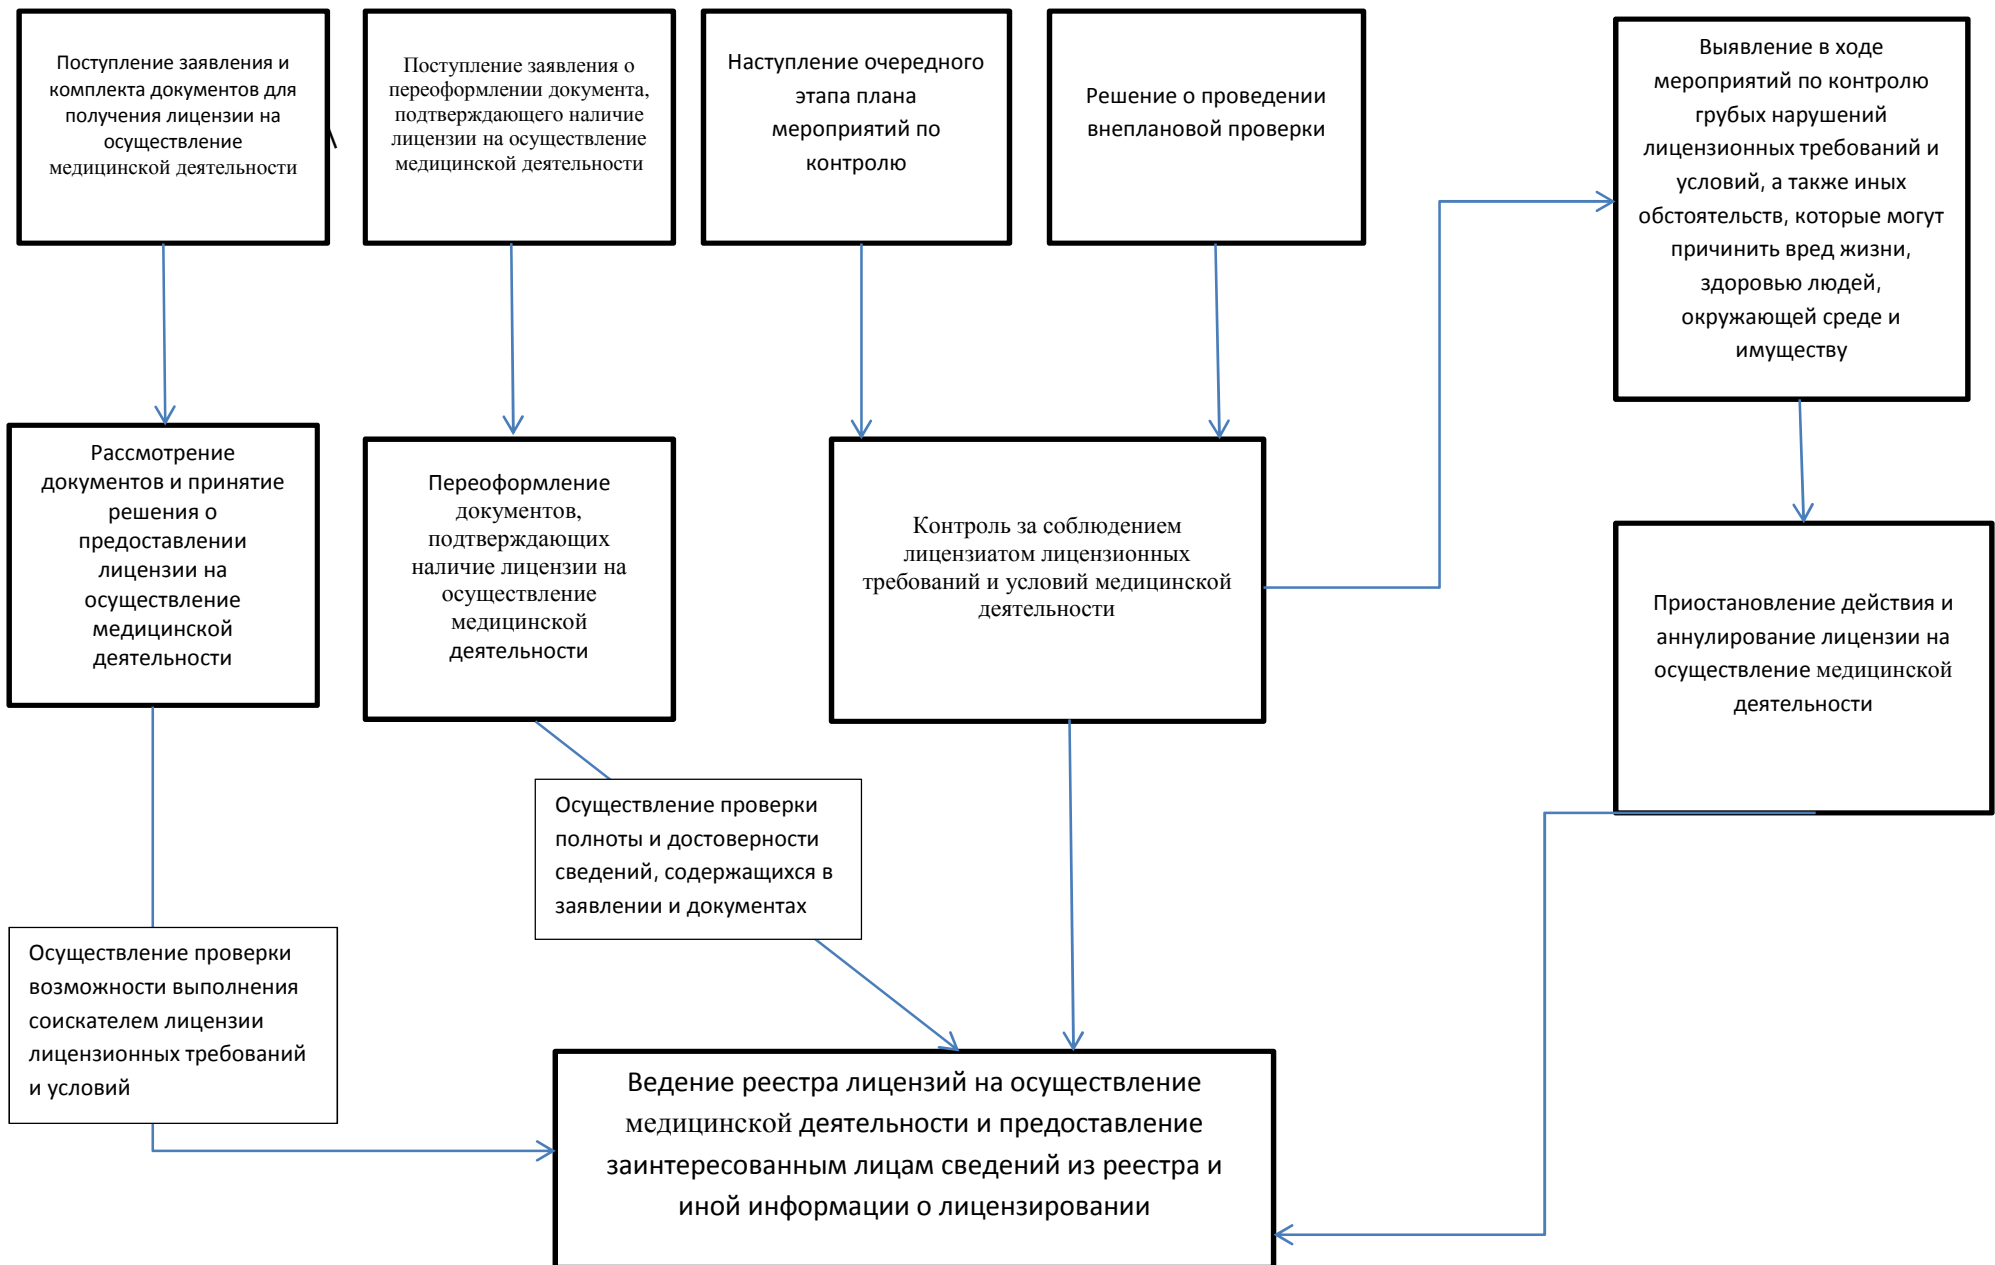 Поступление заявления и
комплекта документов для
получения лицензии на
осуществление
медицинской деятельности
Поступление заявления о
переоформлении документа,
подтверждающего наличие
лицензии на осуществление
медицинской деятельности
Наступление очередного
этапа плана
мероприятий по
контролю
Решение о проведении
внеплановой проверки
Выявление в ходе
мероприятий по контролю
грубых нарушений
лицензионных требований и
условий, а также иных
обстоятельств, которые могут
причинить вред жизни,
здоровью людей,
окружающей среде и
имуществу
Рассмотрение
документов и принятие
решения о
предоставлении
лицензии на
осуществление
медицинской
деятельности
Переоформление
документов,
подтверждающих
наличие лицензии на
осуществление
медицинской
деятельности
Контроль за соблюдением
лицензиатом лицензионных
требований и условий медицинской
деятельности
Приостановление действия и
аннулирование лицензии на
осуществление медицинской
деятельности
Осуществление проверки
полноты и достоверности
сведений, содержащихся в
заявлении и документах
Осуществление проверки
возможности выполнения
соискателем лицензии
лицензионных требований
и условий
Ведение реестра лицензий на осуществление
медицинской деятельности и предоставление
заинтересованным лицам сведений из реестра и
иной информации о лицензировании